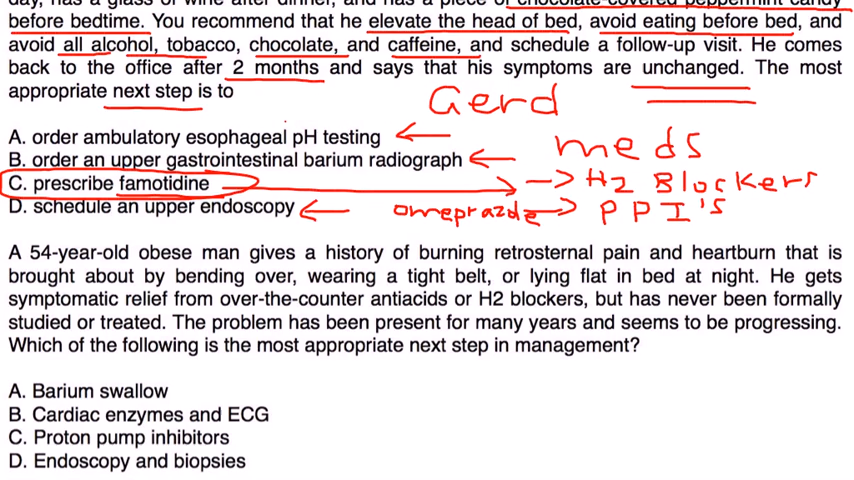 day, has a glass of wine after dinner, and has a piece of chocolate-covered peppermint candy
before bedtime. You recommend that he elevate the head of bed, avoid eating before bed, and
avoid all alcohol, tobacco, chocolate, and caffeine, and schedule a follow-up visit. He comes
back to the office after 2 months and says that his symptoms are unchanged. The most
appropriate next step is to
Gerd
A. order ambulatory esophageal pH testing
meds
B. order an upper gastrointestinal barium radiograph
C. prescribe famotidine
-> H2 Blockers
D. schedule an upper endoscopy
omeprazole -> PPI's
A 54-year-old obese man gives a history of burning retrosternal pain and heartburn that is
brought about by bending over, wearing a tight belt, or lying flat in bed at night. He gets
symptomatic relief from over-the-counter antiacids or H2 blockers, but has never been formally
studied or treated. The problem has been present for many years and seems to be progressing.
Which of the following is the most appropriate next step in management?
A. Barium swallow
B. Cardiac enzymes and ECG
C. Proton pump inhibitors
D. Endoscopy and biopsies